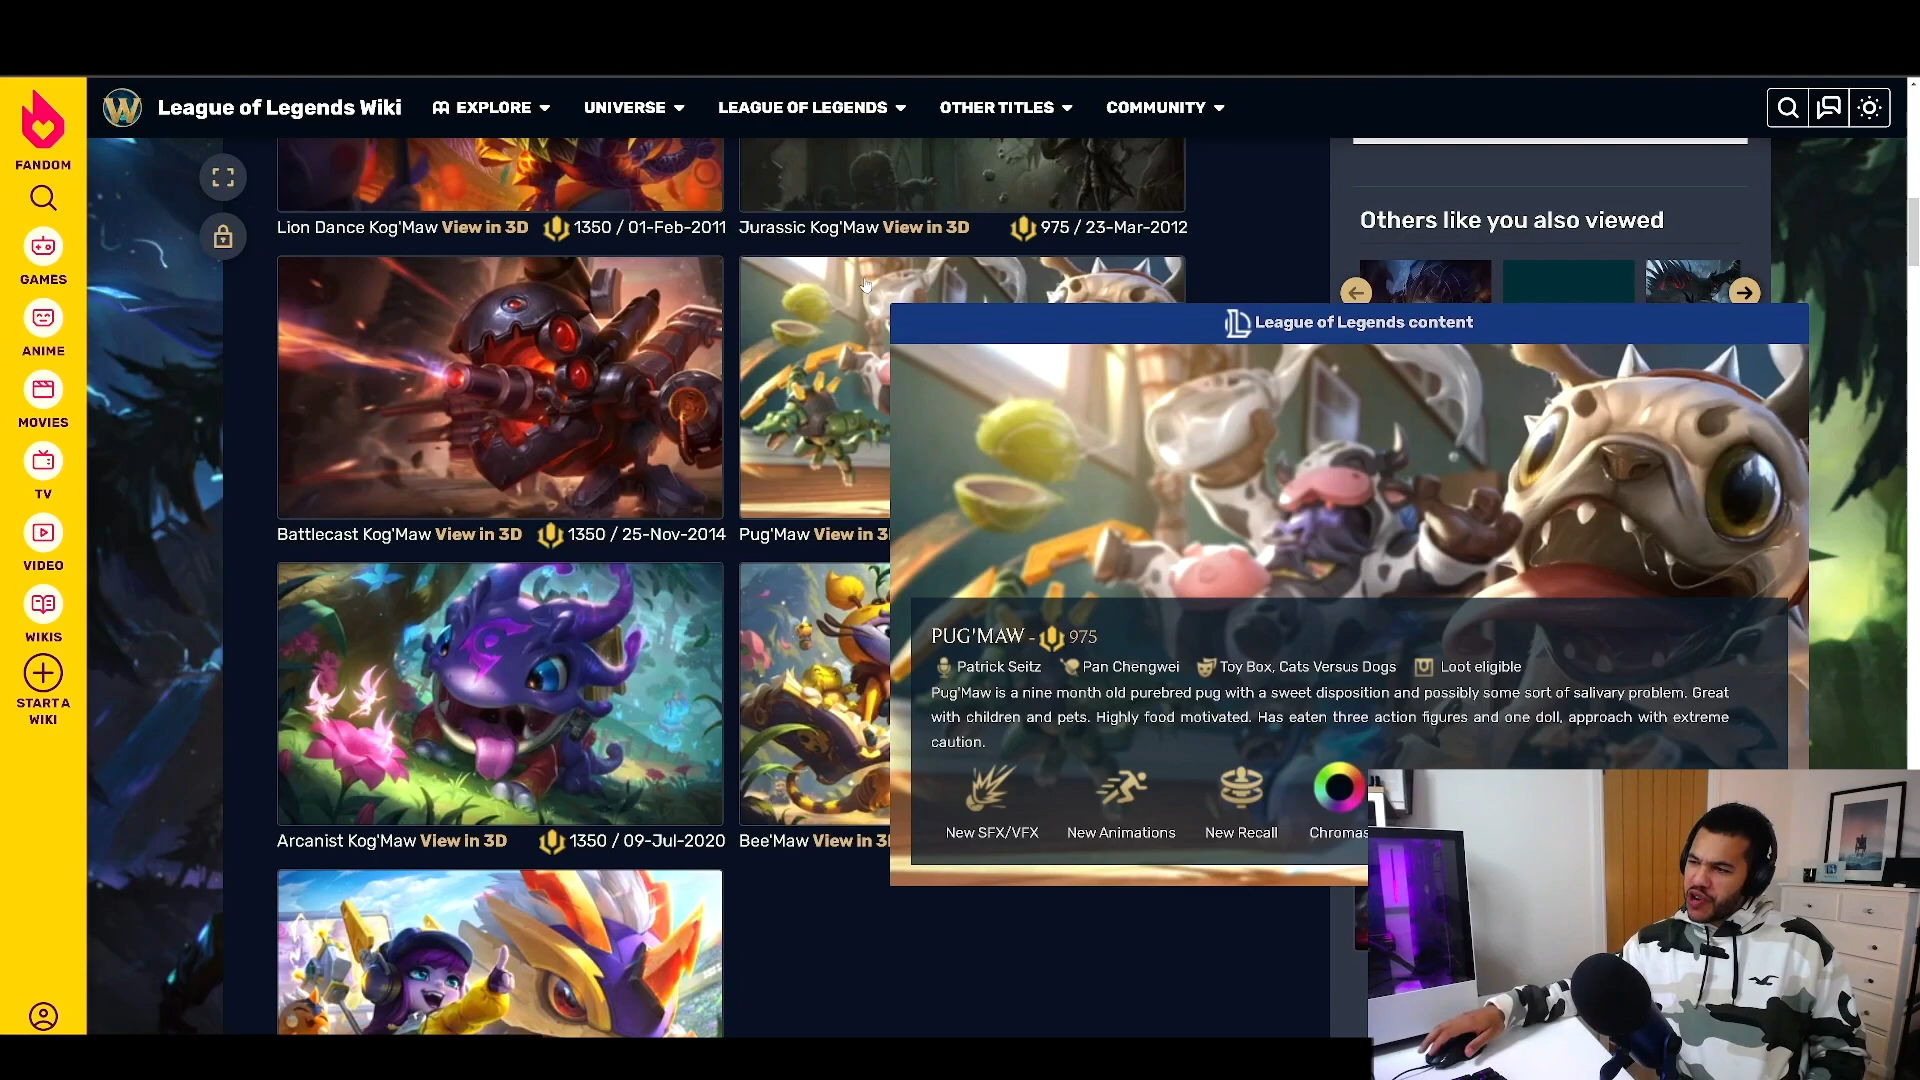 League of Legends Wiki
EXPLORE
UNIVERSE
LEAGUE OF LEGENDS
OTHER TITLES
COMMUNITY
FANDOM
GAMES
ANIME
MOVIES
TV
VIDEO
WIKIS
START A
WIKI
Lion Dance Kog'Maw View in 3D 1350 / 01-Feb-2011
Jurassic Kog'Maw View in 3D 975 / 23-Mar-2012
Others like you also viewed
Battlecast Kog'Maw View in 3D 1350 / 25-Nov-2014
Pug'Maw View in 3
Arcanist Kog'Maw View in 3D 1350 / 09-Jul-2020
Bee'Maw View in 3
League of Legends content
PUG'MAW - 975
Patrick Seitz Pan Chengwei Toy Box, Cats Versus Dogs Loot eligible
Pug'Maw is a nine month old purebred pug with a sweet disposition and possibly some sort of salivary problem. Great
with children and pets. Highly food motivated. Has eaten three action figures and one doll, approach with extreme
caution.
New SFX/VFX New Animations New Recall Chromas